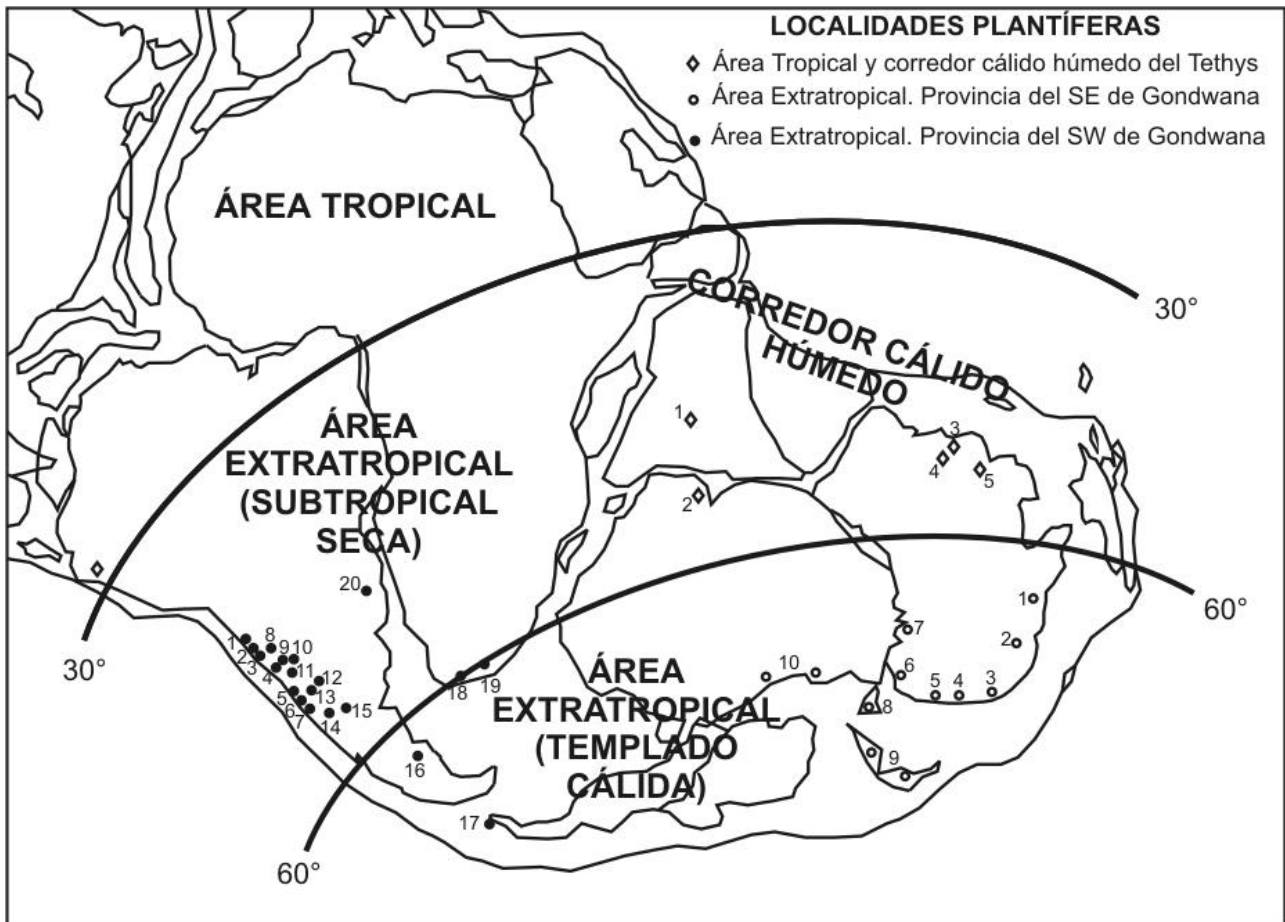 LOCALIDADES PLANTÍFERAS
Área Tropical y corredor cálido húmedo del Tethys
Área Extratropical. Provincia del SE de Gondwana
Área Extratropical. Provincia del SW de Gondwana
ÁREA TROPICAL
30°
CORREDOR CÁLIDO
HÚMEDO
ÁREA
EXTRATROPICAL
(SUBTROPICAL
SECA)
1
2
3
4
5
60°
30°
20
1
2
3
8
9
10
4
11
12
5
13
6
7
14
15
16
17
18
19
ÁREA
EXTRATROPICAL
(TEMPLADO
CÁLIDA)
10
7
6
5
4
3
2
1
8
9
60°